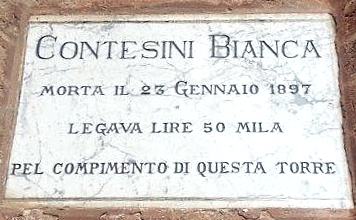 CONTESINI BIANCA
MORTA IL 23 GENNAIO 1897
LEGAVA LIRE 50 MILA
PEL COMPIMENTO DI QUESTA TORRE